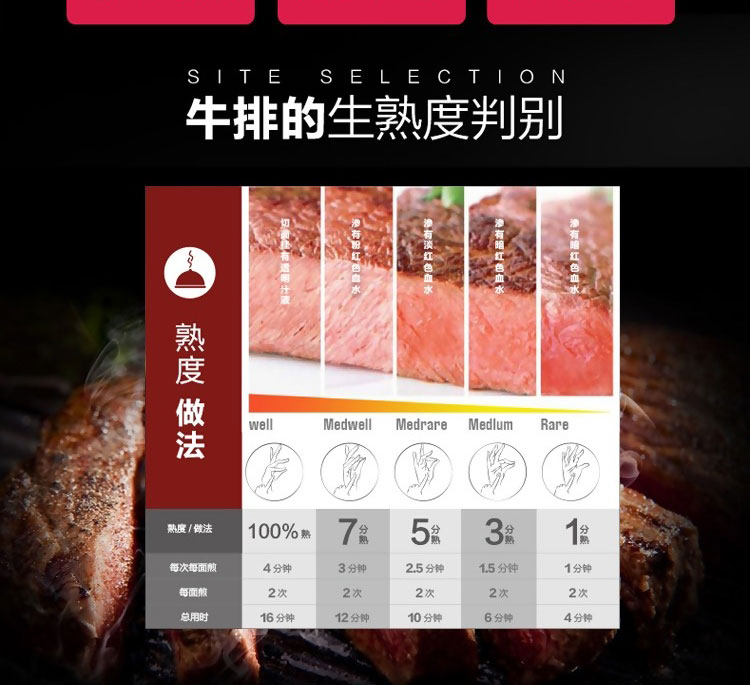 SITE SELECTION
牛排的生熟度判别
熟度 做法
切面挂有透明汁液
渗有粉红色血水
渗有淡红色血水
渗有暗红色血水
渗有暗红色血水
well Medwell Medrare Medlum Rare
熟度 / 做法 100% 熟 7分熟 5分熟 3分熟 1分熟
每次每面煎 4 分钟 3 分钟 2.5 分钟 1.5 分钟 1 分钟
每面煎 2 次 2 次 2 次 2 次 2 次
总用时 16 分钟 12 分钟 10 分钟 6 分钟 4 分钟